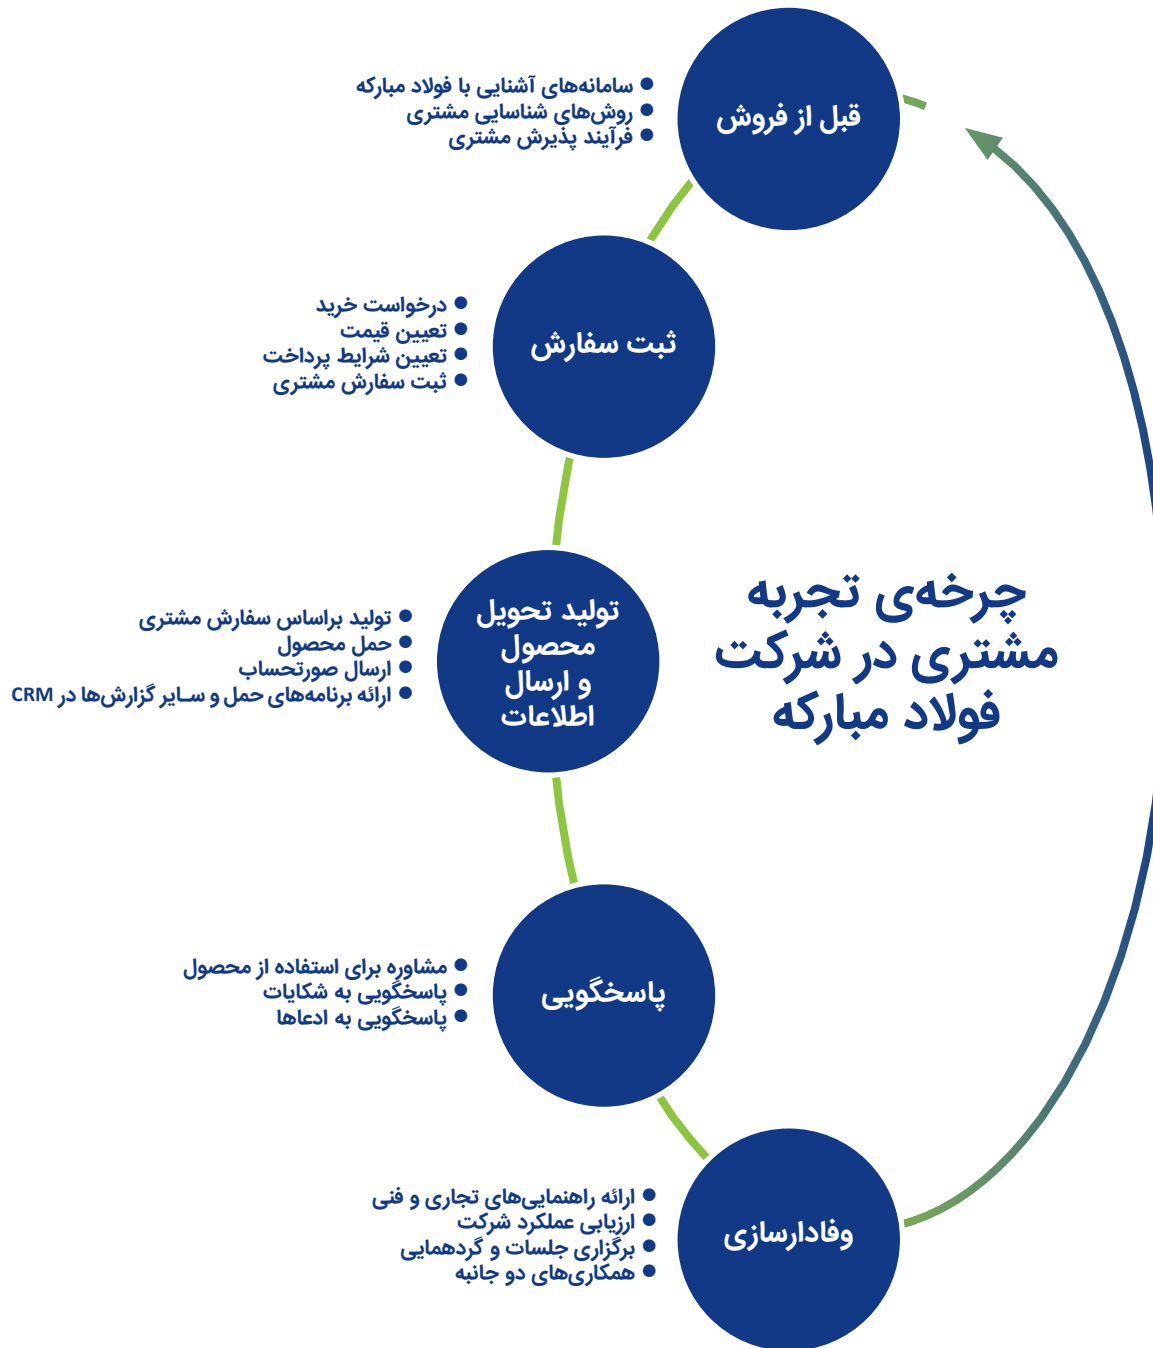 قبل از فروش
سامانه‌های آشنایی با فولاد مبارکه
روش‌های شناسایی مشتری
فرآیند پذیرش مشتری
ثبت سفارش
درخواست خرید
تعیین قیمت
تعیین شرایط پرداخت
ثبت سفارش مشتری
چرخه‌ی تجربه
مشتری در شرکت
فولاد مبارکه
تولید تحویل
محصول
و ارسال
اطلاعات
تولید براساس سفارش مشتری
حمل محصول
ارسال صورتحساب
ارائه برنامه‌های حمل و سـایر گزارش‌ها در CRM
پاسخگویی
مشاوره برای استفاده از محصول
پاسخگویی به شکایات
پاسخگویی به ادعاها
وفادارسازی
ارائه راهنمایی‌های تجاری و فنی
ارزیابی عملکرد شرکت
برگزاری جلسات و گردهمایی
همکاری‌های دو جانبه